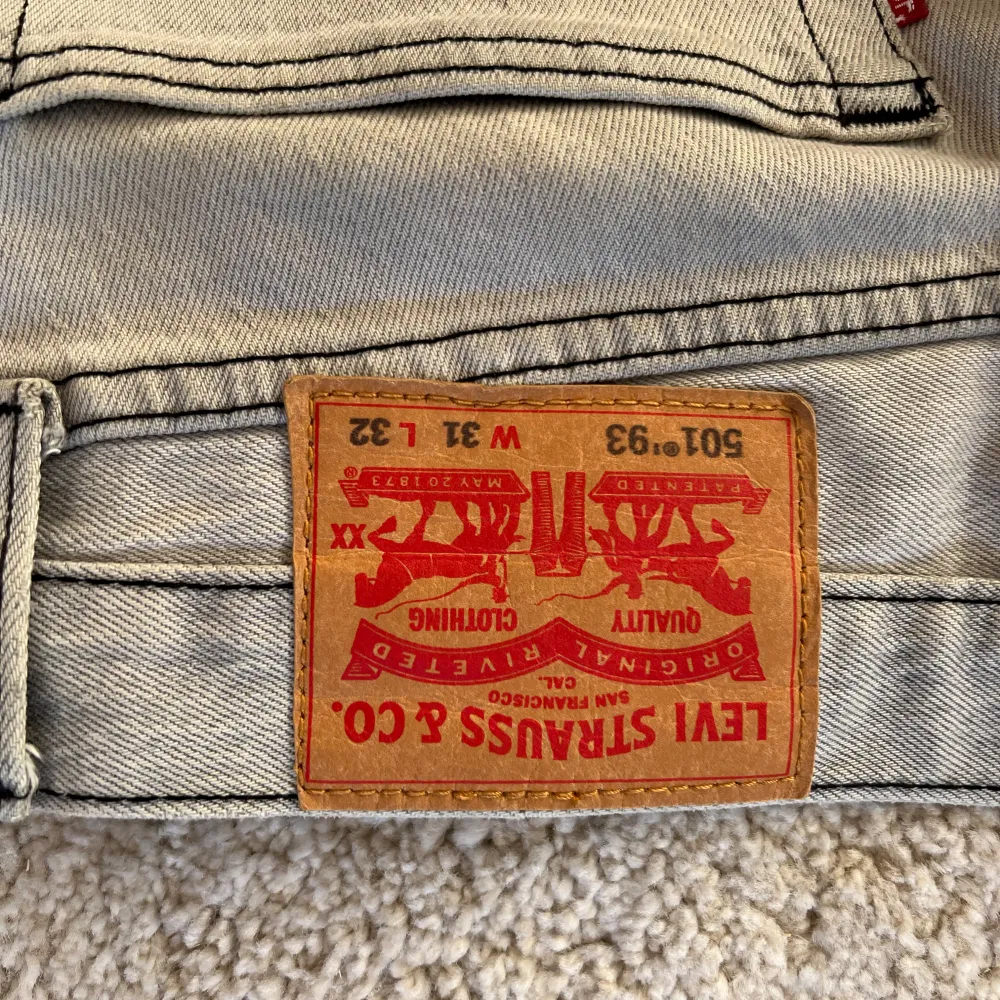 LEVI STRAUSS & CO.
SAN FRANCISCO
CAL.
ORIGINAL RIVETED
QUALITY CLOTHING
XX
PATENTED MAY 20 1873 ®
501®'93 W 31 L 32